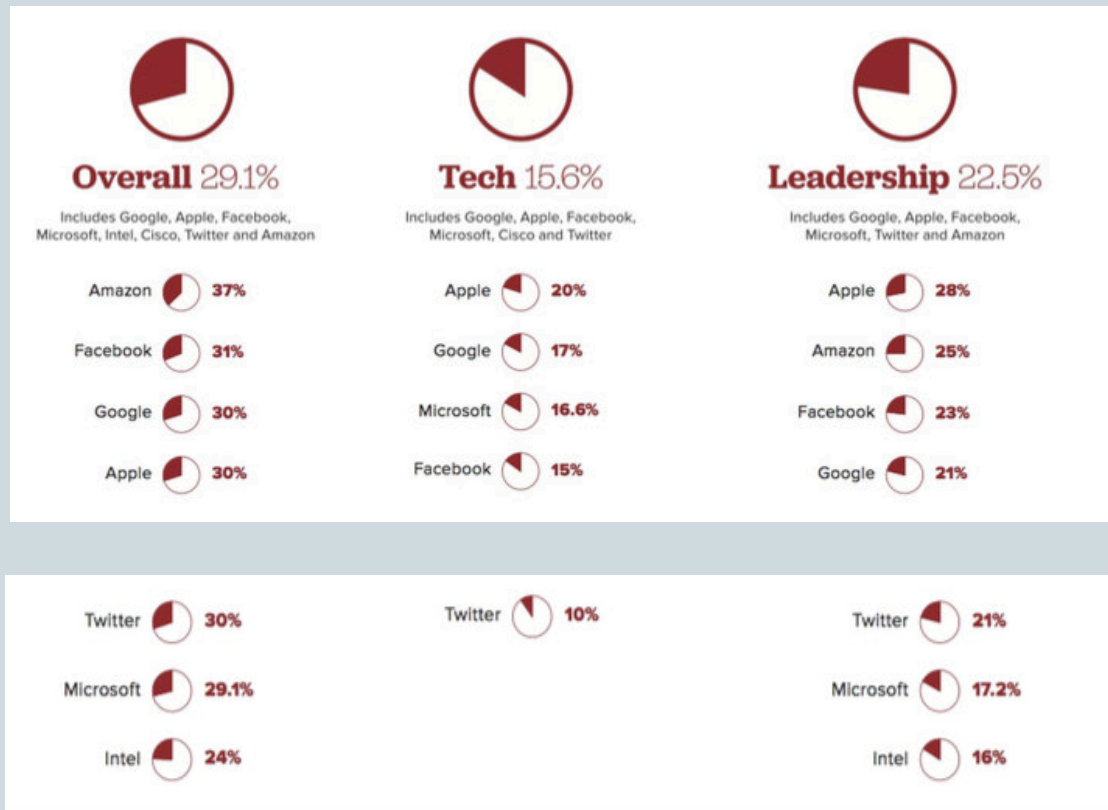 Overall 29.1%
Includes Google, Apple, Facebook,
Microsoft, Intel, Cisco, Twitter and Amazon
Amazon 37%
Facebook 31%
Google 30%
Apple 30%
Tech 15.6%
Includes Google, Apple, Facebook,
Microsoft, Cisco and Twitter
Apple 20%
Google 17%
Microsoft 16.6%
Facebook 15%
Leadership 22.5%
Includes Google, Apple, Facebook,
Microsoft, Twitter and Amazon
Apple 28%
Amazon 25%
Facebook 23%
Google 21%
Twitter 30%
Microsoft 29.1%
Intel 24%
Twitter 10%
Twitter 21%
Microsoft 17.2%
Intel 16%